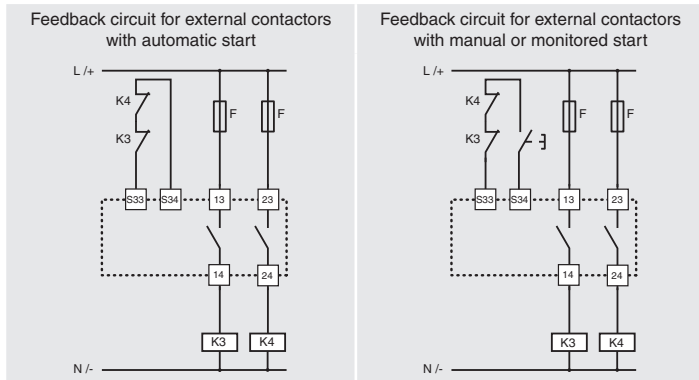 Feedback circuit for external contactors
with automatic start
L /+
K4
K3
F
F
S33
S34
13
23
14
24
K3
K4
N /-
Feedback circuit for external contactors
with manual or monitored start
L /+
K4
K3
F
F
S33
S34
13
23
14
24
K3
K4
N /-